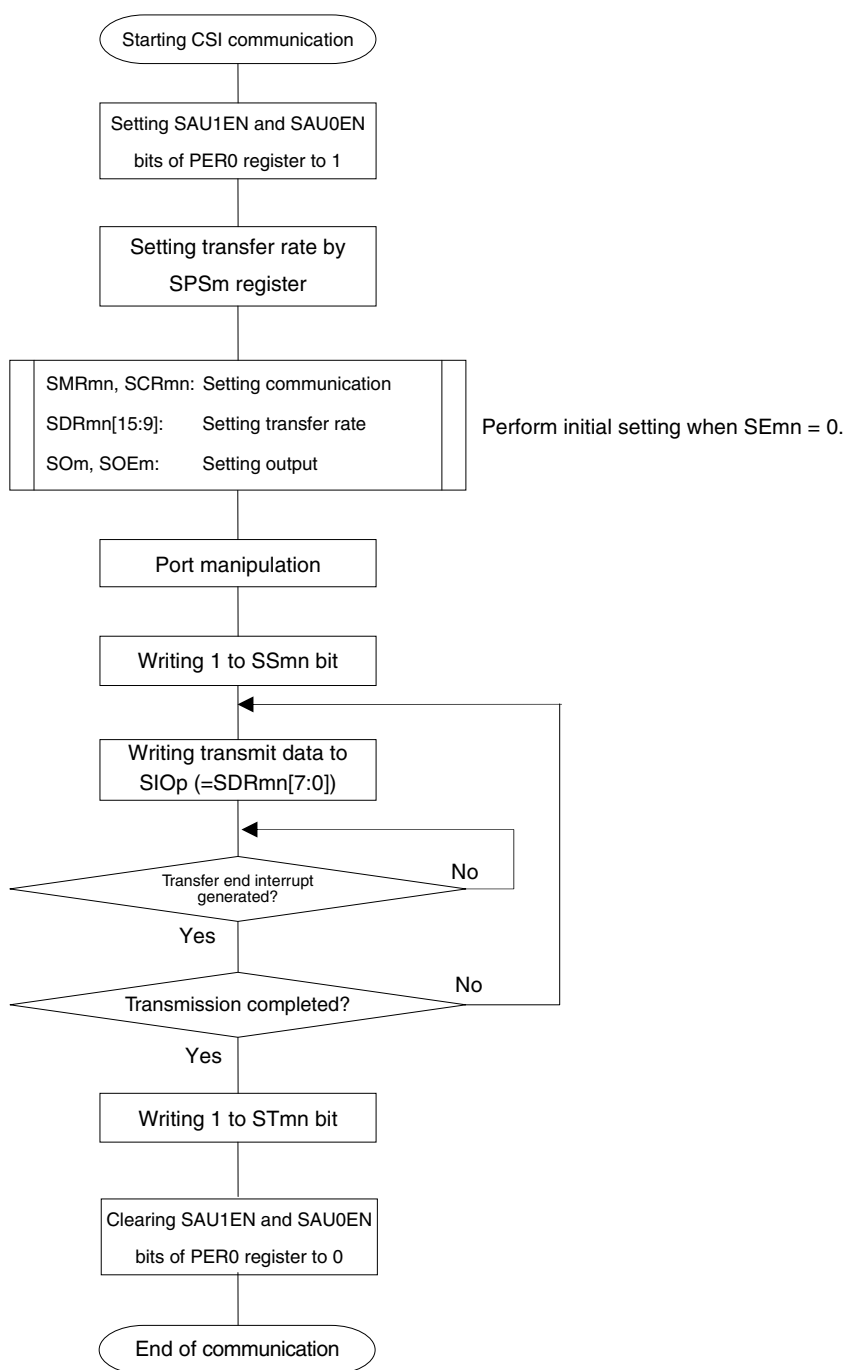 Starting CSI communication
Setting SAU1EN and SAU0EN
bits of PER0 register to 1
Setting transfer rate by
SPSm register
SMRmn, SCRmn: Setting communication
SDRmn[15:9]: Setting transfer rate
SOm, SOEm: Setting output
Perform initial setting when SEmn = 0.
Port manipulation
Writing 1 to SSmn bit
Writing transmit data to
SIOp (=SDRmn[7:0])
Transfer end interrupt
generated?
No
Yes
Transmission completed?
No
Yes
Writing 1 to STmn bit
Clearing SAU1EN and SAU0EN
bits of PER0 register to 0
End of communication